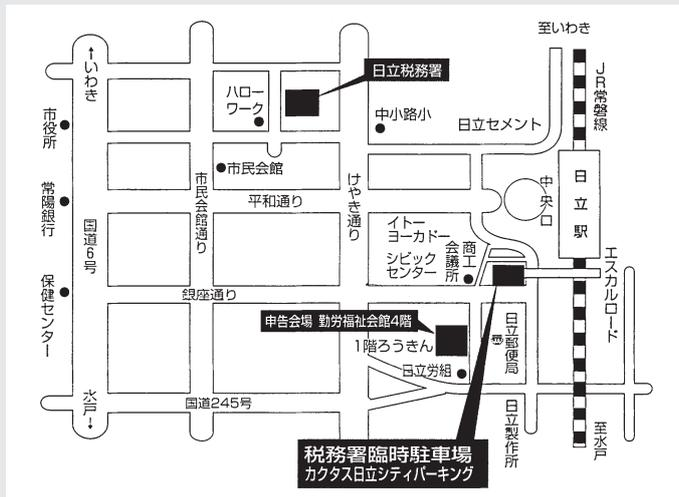 至いわき
←いわき
JR常磐線
日立税務署
ハロー
ワーク
中小路小
日立セメント
市役所
市民会館
日立駅
中央口
常陽銀行
市民会館通り
けやき通り
平和通り
国道6号
イトー
ヨーカドー
シビック
センター
商工
会議所
エスカルロード
保健センター
銀座通り
申告会場 勤労福祉会館4階
1階ろうきん
日立郵便局
日立労組
水戸→
国道245号
日立製作所
至水戸
税務署臨時駐車場
カクタス日立シティパーキング